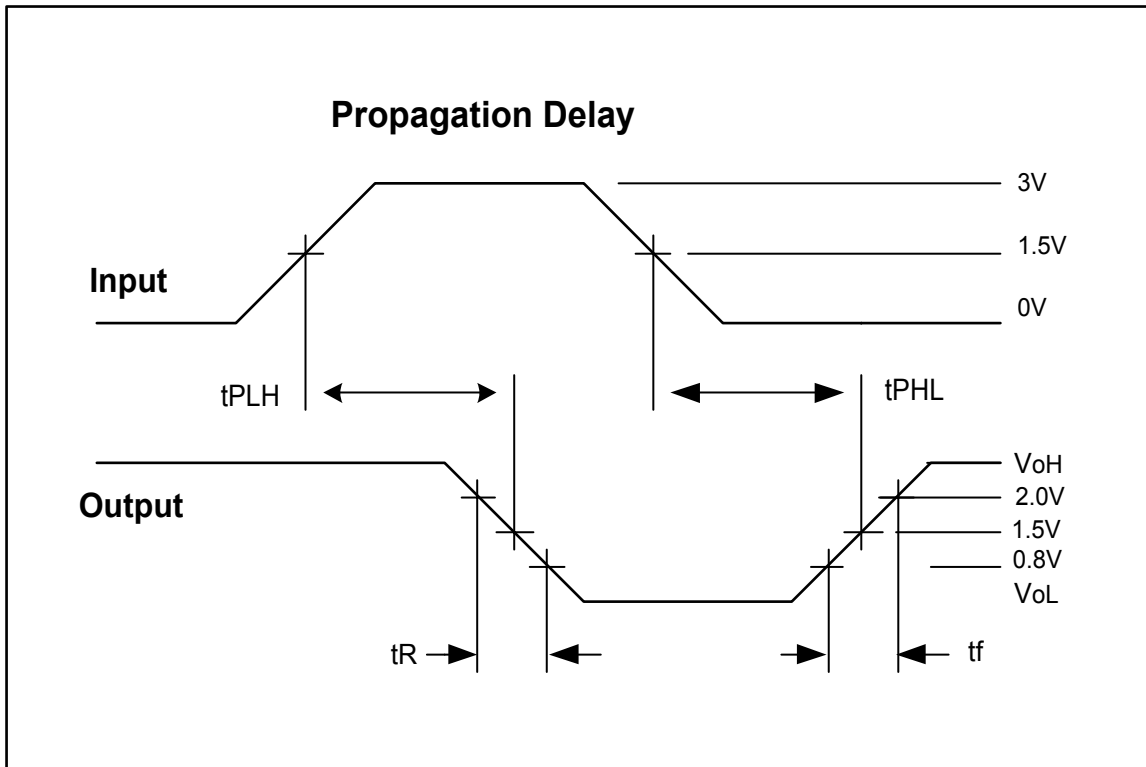 Propagation Delay
3V
1.5V
Input
0V
tPLH
tPHL
VoH
Output
2.0V
1.5V
0.8V
VoL
tR
tf